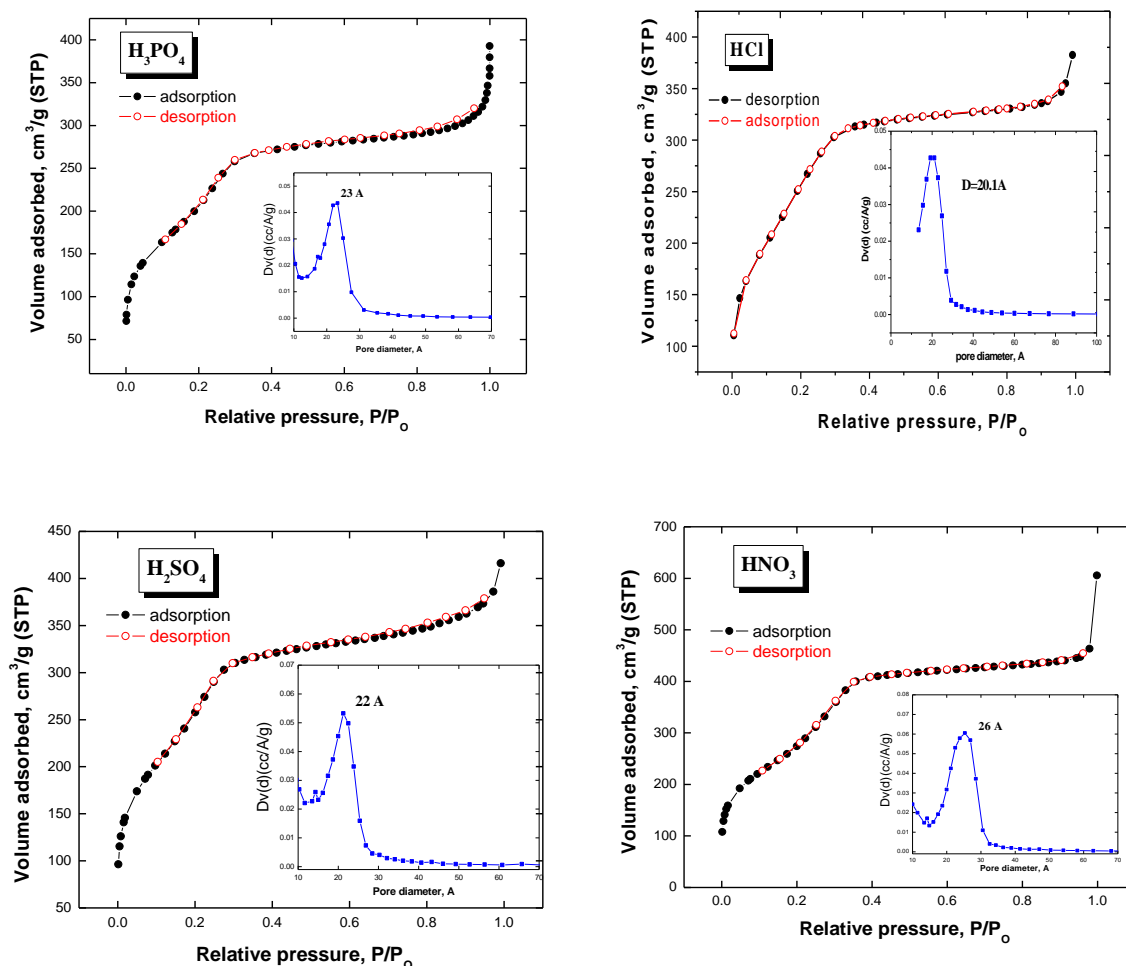 H₃PO₄
adsorption
desorption
Volume adsorbed, cm³/g (STP)
400
350
300
250
200
150
100
50
0.0 0.2 0.4 0.6 0.8 1.0
Relative pressure, P/P₀
23 A
Dv(d)(cc/A/g)
0.05
0.04
0.03
0.02
0.01
0.00
10 20 30 40 50 60 70
Pore diameter, A
HCl
desorption
adsorption
Volume adsorbed, cm³/g (STP)
400
350
300
250
200
150
100
0.0 0.2 0.4 0.6 0.8 1.0
Relative pressure, P/P₀
D=20.1A
Dv(d) (cc/A/g)
0.05
0.04
0.03
0.02
0.01
0.00
0 20 40 60 80 100
pore diameter, A
H₂SO₄
adsorption
desorption
Volume adsorbed, cm³/g (STP)
450
400
350
300
250
200
150
100
50
0.0 0.2 0.4 0.6 0.8 1.0
Relative pressure, P/P₀
22 A
Dv(d)(cc/A/g)
0.07
0.06
0.05
0.04
0.03
0.02
0.01
0.00
10 20 30 40 50 60 70
Pore diameter, A
HNO₃
adsorption
desorption
Volume adsorbed, cm³/g (STP)
700
600
500
400
300
200
100
0
0.0 0.2 0.4 0.6 0.8 1.0
Relative pressure, P/P₀
26 A
Dv(d)(cc/A/g)
0.08
0.07
0.06
0.05
0.04
0.03
0.02
0.01
0.00
10 20 30 40 50 60 70
Pore diameter, A